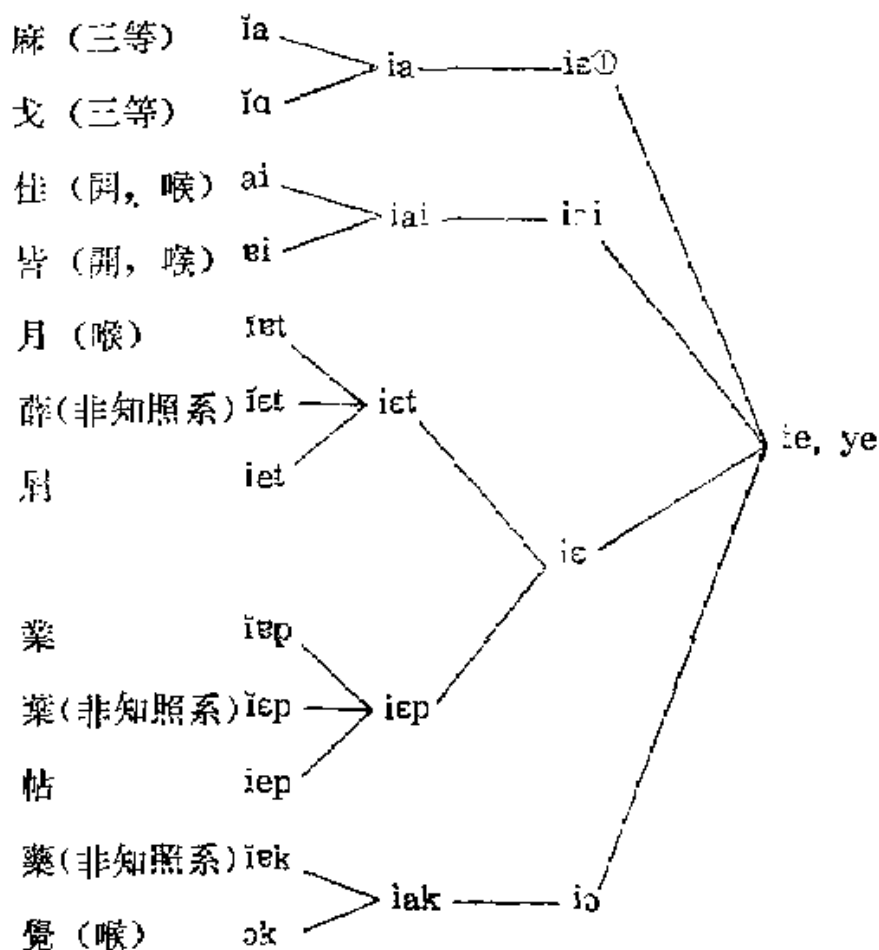 麻（三等） ĭa ia iɛ①
戈（三等） ĭɑ
佳（開，喉） ai iai iɛi
皆（開，喉） ɐi
月（喉） ĭɐt
薛(非知照系) ĭɛt iɛt
屑 iet ie, ye
iɛ
業 ĭɐp
葉(非知照系) ĭɛp iɛp
帖 iep
藥(非知照系) ĭɐk iak iɔ
覺（喉） ɔk